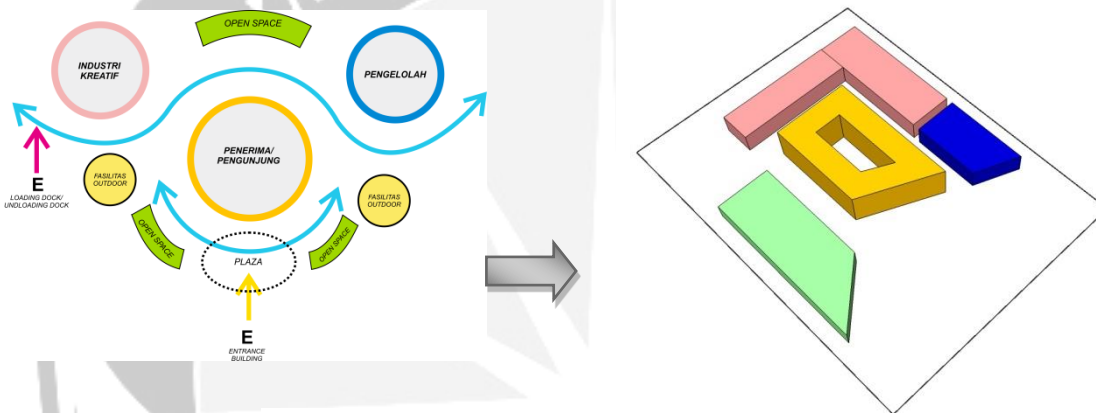 OPEN SPACE
INDUSTRI
KREATIF
PENGELOLAH
PENERIMA/
PENGUNJUNG
FASILITAS
OUTDOOR
FASILITAS
OUTDOOR
E
LOADING DOCK/
UNDLOADING DOCK
OPEN SPACE
OPEN SPACE
PLAZA
E
ENTRANCE
BUILDING